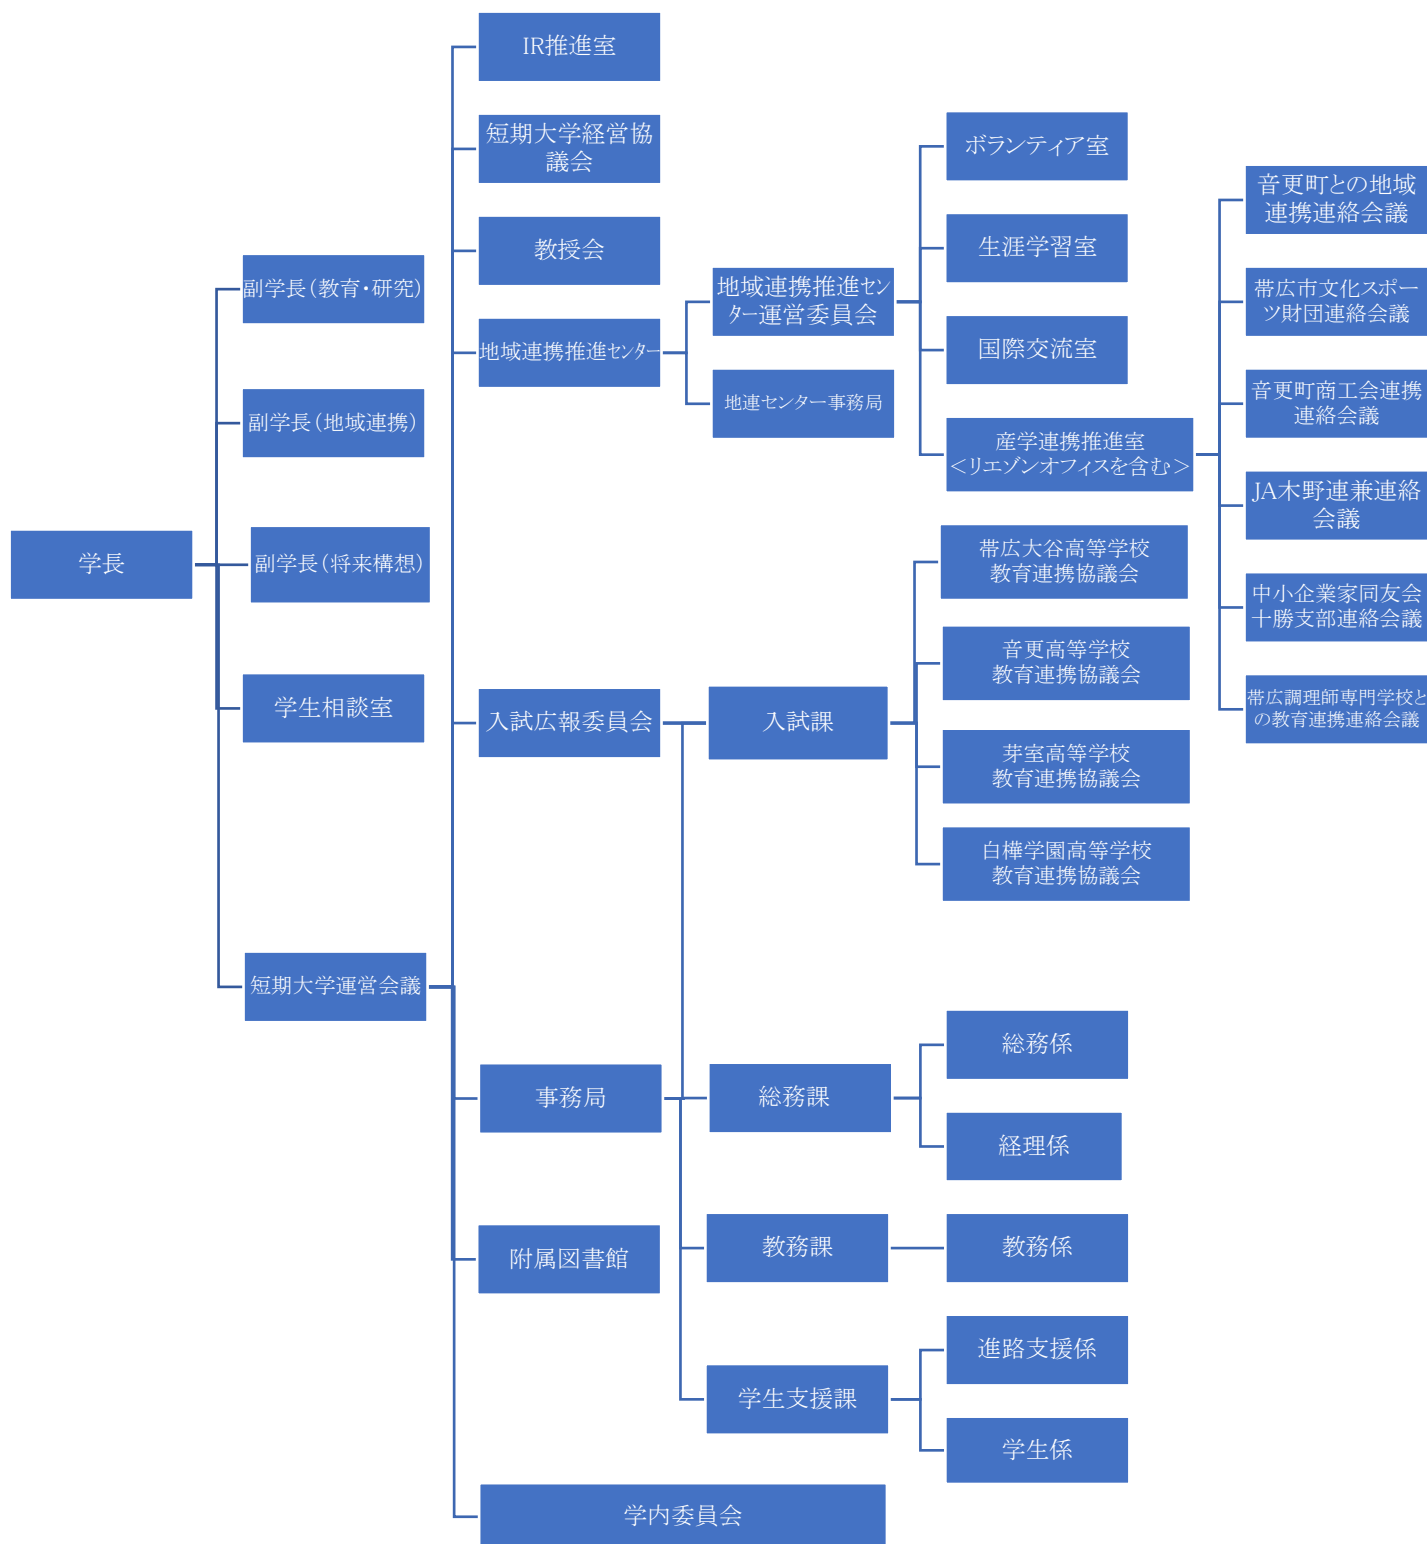 学長
副学長（教育・研究）
副学長（地域連携）
副学長（将来構想）
学生相談室
短期大学運営会議
IR推進室
短期大学経営協
議会
教授会
地域連携推進センター
入試広報委員会
事務局
附属図書館
学内委員会
地域連携推進セン
ター運営委員会
地連センター事務局
入試課
総務課
教務課
学生支援課
ボランティア室
生涯学習室
国際交流室
産学連携推進室
＜リエゾンオフィスを含む＞
帯広大谷高等学校
教育連携協議会
音更高等学校
教育連携協議会
芽室高等学校
教育連携協議会
白樺学園高等学校
教育連携協議会
総務係
経理係
教務係
進路支援係
学生係
音更町との地域
連携連絡会議
帯広市文化スポー
ツ財団連絡会議
音更町商工会連携
連絡会議
JA木野連兼連絡
会議
中小企業家同友会
十勝支部連絡会議
帯広調理師専門学校と
の教育連携連絡会議